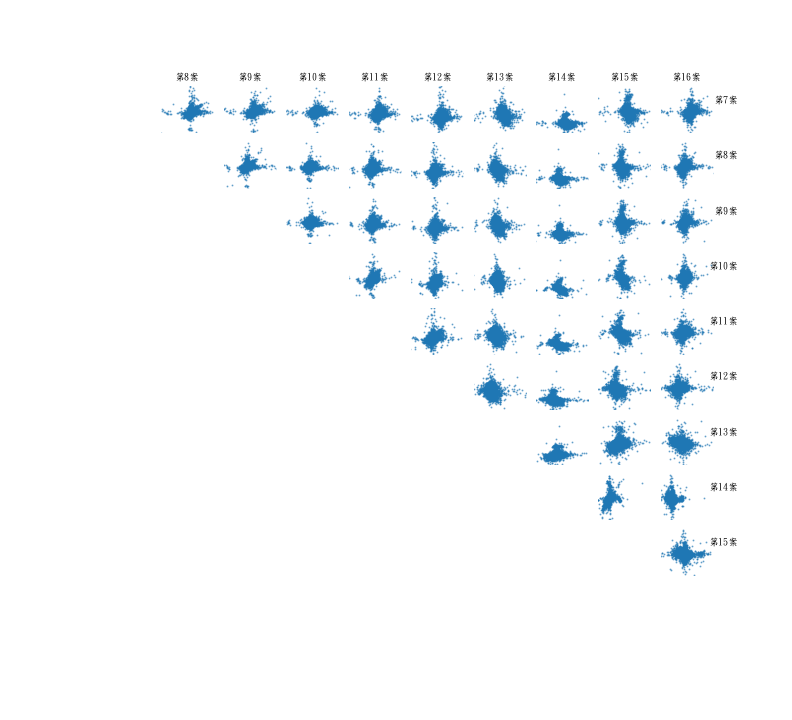 第8案 第9案 第10案 第11案 第12案 第13案 第14案 第15案 第16案
第7案
第8案
第9案
第10案
第11案
第12案
第13案
第14案
第15案